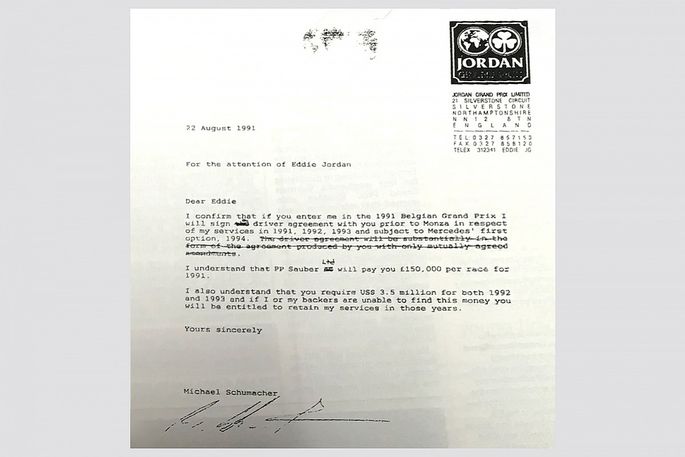 JORDAN
JORDAN GRAND PRIX LIMITED
21 SILVERSTONE CIRCUIT
SILVERSTONE
NORTHAMPTONSHIRE
NN12 8TN
ENGLAND
TEL: 0327 857153
FAX: 0327 858120
TELEX 312341 EDDIE JG
22 August 1991
For the attention of Eddie Jordan
Dear Eddie
I confirm that if you enter me in the 1991 Belgian Grand Prix I
will sign driver agreement with you prior to Monza in respect
of my services in 1991, 1992, 1993 and subject to Mercedes' first
option, 1994. The driver agreement will be substantially in the
form of the agreement produced by you with only mutually agreed
amendments.
Ltd
I understand that PP Sauber will pay you £150,000 per race for
1991.
I also understand that you require US$ 3.5 million for both 1992
and 1993 and if I or my backers are unable to find this money you
will be entitled to retain my services in those years.
Yours sincerely
Michael Schumacher